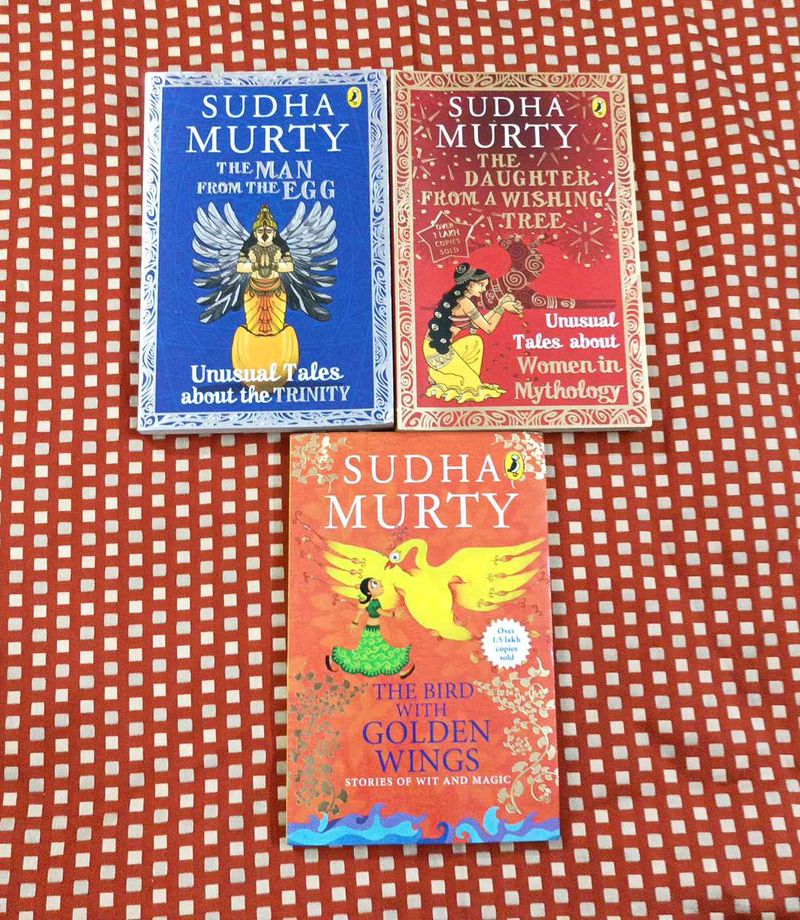 SUDHA
MURTY
THE MAN
FROM THE EGG
Unusual Tales
about the TRINITY
SUDHA
MURTY
THE
DAUGHTER
FROM A WISHING
TREE
OVER
1 LAKH
COPIES
SOLD
Unusual
Tales about
Women in
Mythology
SUDHA
MURTY
Over
1.5 lakh
copies
sold
THE BIRD
WITH
GOLDEN
WINGS
STORIES OF WIT AND MAGIC